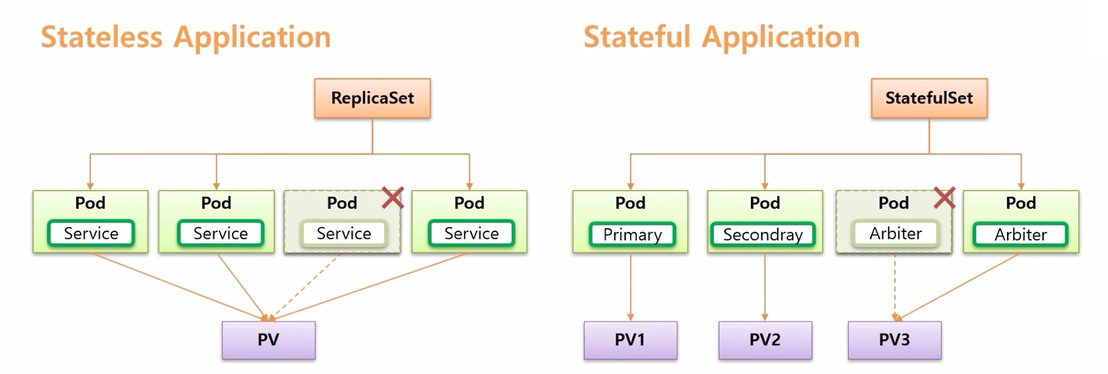 Stateless Application
ReplicaSet
Pod
Service
Pod
Service
Pod
Service
Pod
Service
PV
Stateful Application
StatefulSet
Pod
Primary
Pod
Secondray
Pod
Arbiter
Pod
Arbiter
PV1
PV2
PV3